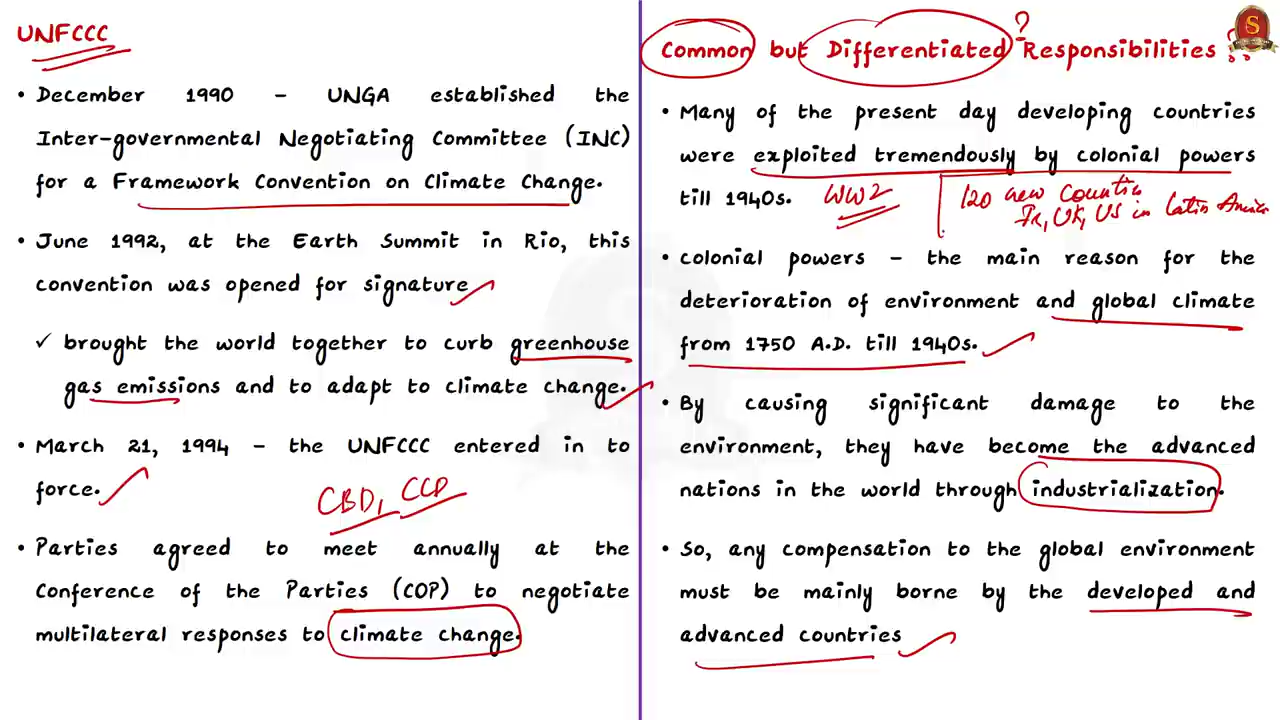 UNFCCC
• December 1990 – UNGA established the
Inter-governmental Negotiating Committee (INC)
for a Framework Convention on Climate Change.
• June 1992, at the Earth Summit in Rio, this
convention was opened for signature
✓ brought the world together to curb greenhouse
gas emissions and to adapt to climate change.
• March 21, 1994 – the UNFCCC entered in to
force.
CBD, CCD
• Parties agreed to meet annually at the
Conference of the Parties (COP) to negotiate
multilateral responses to climate change.
Common but Differentiated ? Responsibilities ?
• Many of the present day developing countries
were exploited tremendously by colonial powers
till 1940s. WW2
120 new countries
Fr, UK, US in Latin America
• colonial powers – the main reason for the
deterioration of environment and global climate
from 1750 A.D. till 1940s.
• By causing significant damage to the
environment, they have become the advanced
nations in the world through industrialization.
• So, any compensation to the global environment
must be mainly borne by the developed and
advanced countries
S